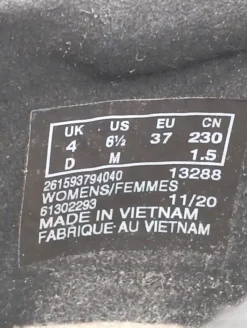 UK US EU CN
4 6½ 37 230
D M 1.5
261593794040 13288
WOMENS/FEMMES
61302293 11/20
MADE IN VIETNAM
FABRIQUE AU VIETNAM